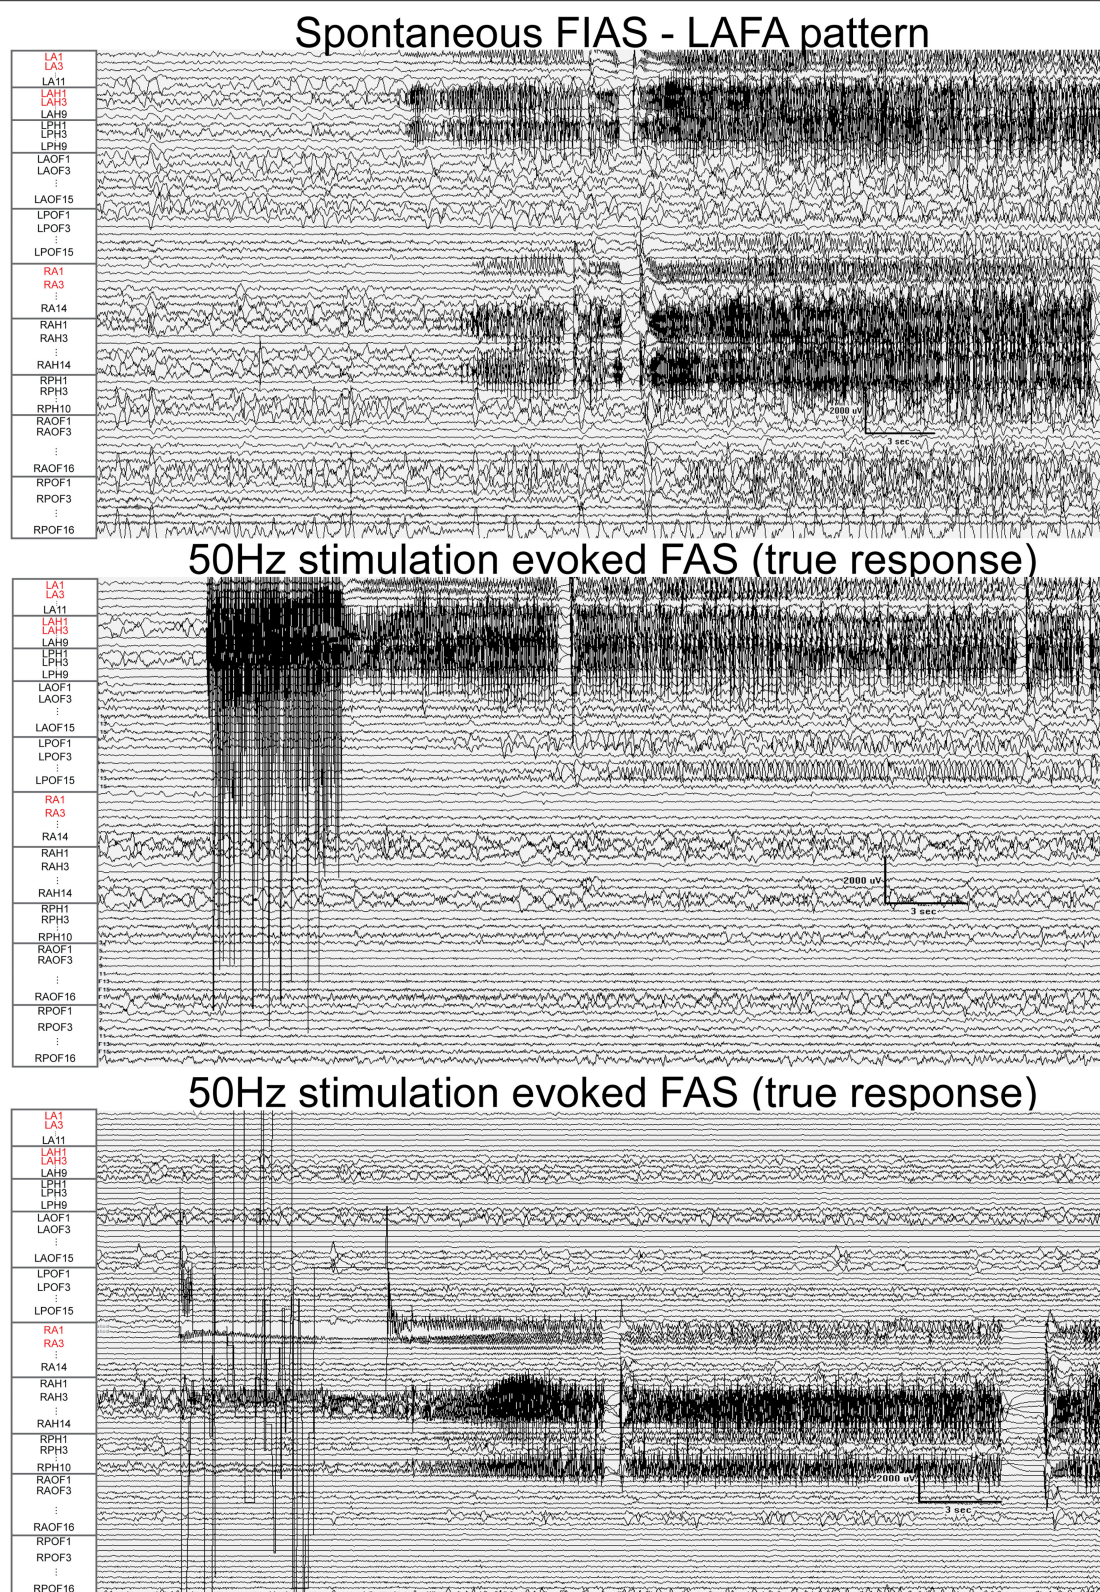 Spontaneous FIAS - LAFA pattern
LA1
LA3
LA11
LAH1
LAH3
LAH9
LPH1
LPH3
LPH9
LAOF1
LAOF3
⋮
LAOF15
LPOF1
LPOF3
⋮
LPOF15
RA1
RA3
⋮
RA14
RAH1
RAH3
⋮
RAH14
RPH1
RPH3
⋮
RPH10
RAOF1
RAOF3
⋮
RAOF16
RPOF1
RPOF3
⋮
RPOF16
2000 uV
3 sec
50Hz stimulation evoked FAS (true response)
LA1
LA3
LA11
LAH1
LAH3
LAH9
LPH1
LPH3
LPH9
LAOF1
LAOF3
⋮
LAOF15
LPOF1
LPOF3
⋮
LPOF15
RA1
RA3
⋮
RA14
RAH1
RAH3
⋮
RAH14
RPH1
RPH3
⋮
RPH10
RAOF1
RAOF3
⋮
RAOF16
RPOF1
RPOF3
⋮
RPOF16
2000 uV
3 sec
50Hz stimulation evoked FAS (true response)
LA1
LA3
LA11
LAH1
LAH3
LAH9
LPH1
LPH3
LPH9
LAOF1
LAOF3
⋮
LAOF15
LPOF1
LPOF3
⋮
LPOF15
RA1
RA3
⋮
RA14
RAH1
RAH3
⋮
RAH14
RPH1
RPH3
RPH10
RAOF1
RAOF3
⋮
RAOF16
RPOF1
RPOF3
⋮
RPOF16
2000 uV
3 sec